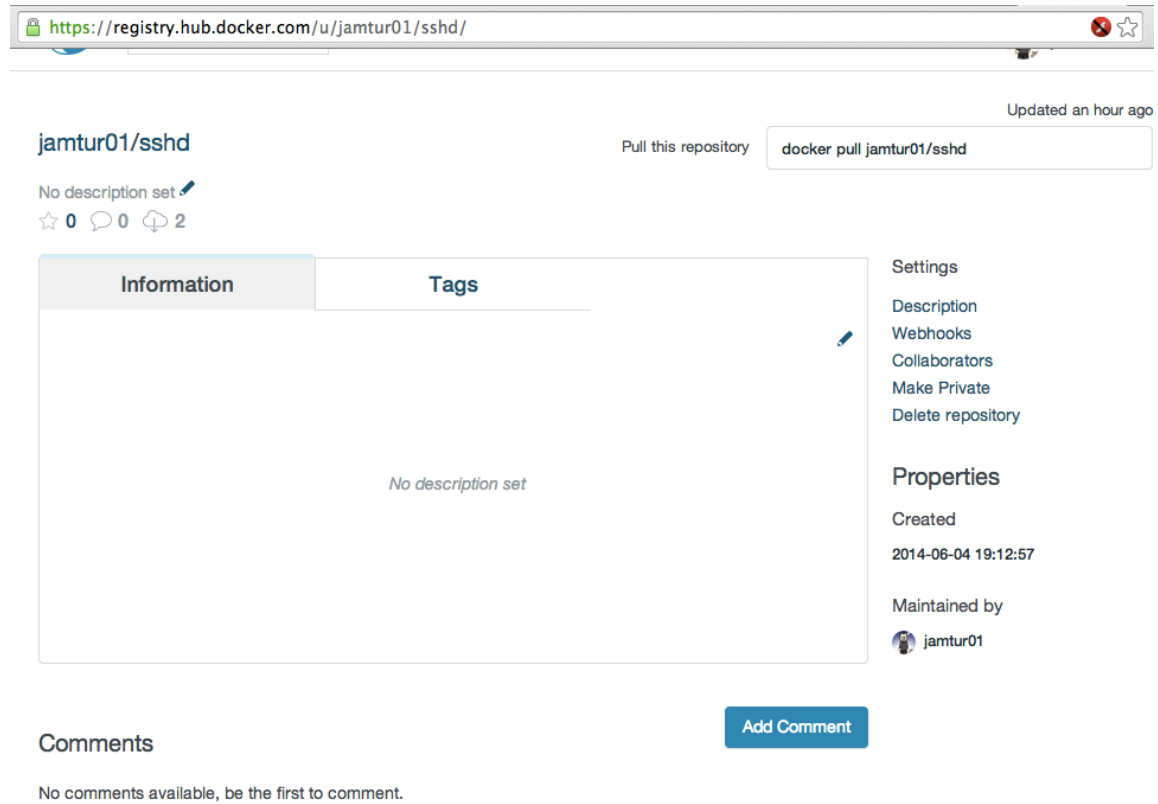 https://registry.hub.docker.com/u/jamtur01/sshd/
Updated an hour ago
jamtur01/sshd
Pull this repository
docker pull jamtur01/sshd
No description set
0 0 2
Information
Tags
No description set
Settings
Description
Webhooks
Collaborators
Make Private
Delete repository
Properties
Created
2014-06-04 19:12:57
Maintained by
jamtur01
Add Comment
Comments
No comments available, be the first to comment.